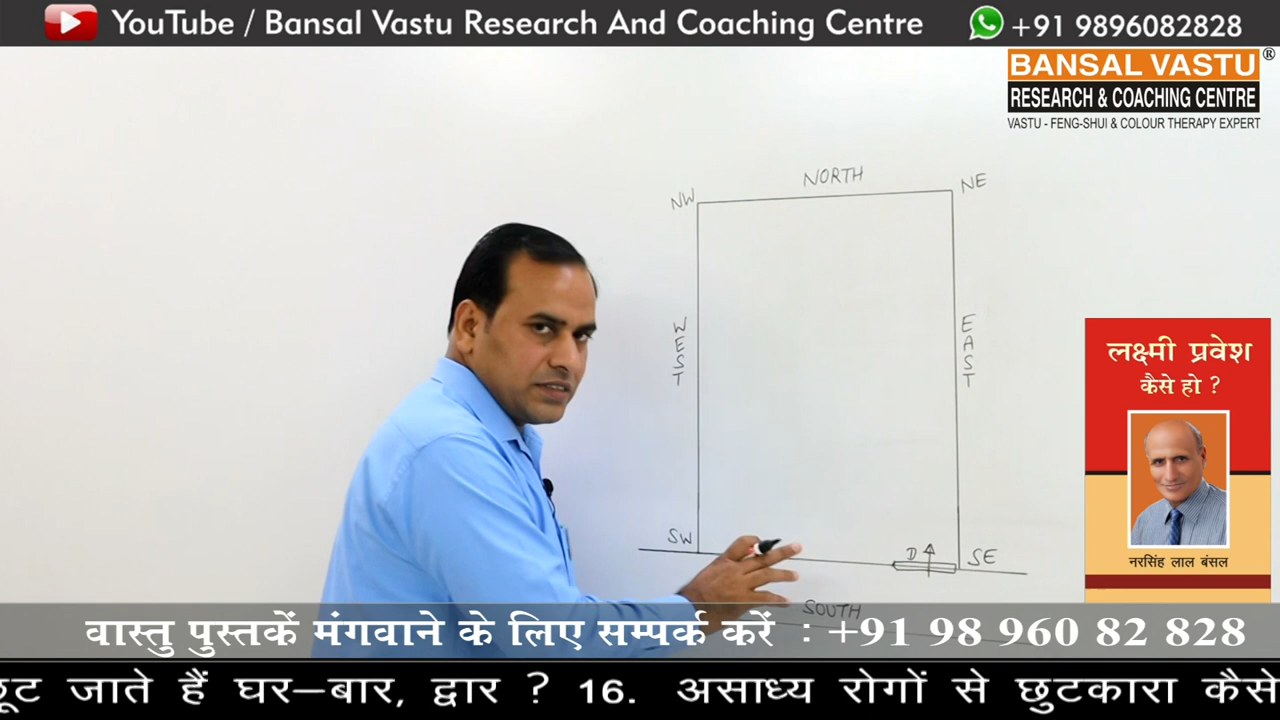 YouTube / Bansal Vastu Research And Coaching Centre
+91 9896082828
BANSAL VASTU®
RESEARCH & COACHING CENTRE
VASTU - FENG-SHUI & COLOUR THERAPY EXPERT
NORTH
NW
NE
WEST
EAST
लक्ष्मी प्रवेश
कैसे हो ?
नरसिंह लाल बंसल
SW
D
SE
SOUTH
वास्तु पुस्तकें मंगवाने के लिए सम्पर्क करें : +91 98 960 82 828
छूट जाते हैं घर–बार, द्वार ? 16. असाध्य रोगों से छुटकारा कैसे